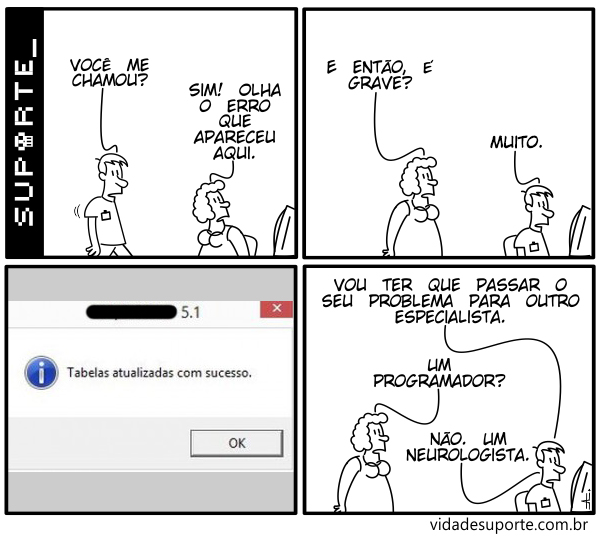 SUPORTE_
VOCÊ ME
CHAMOU?
SIM! OLHA
O ERRO
QUE
APARECEU
AQUI.
E ENTÃO, É
GRAVE?
MUITO.
5.1
Tabelas atualizadas com sucesso.
OK
VOU TER QUE PASSAR O
SEU PROBLEMA PARA OUTRO
ESPECIALISTA.
UM
PROGRAMADOR?
NÃO. UM
NEUROLOGISTA.
vidadesuporte.com.br